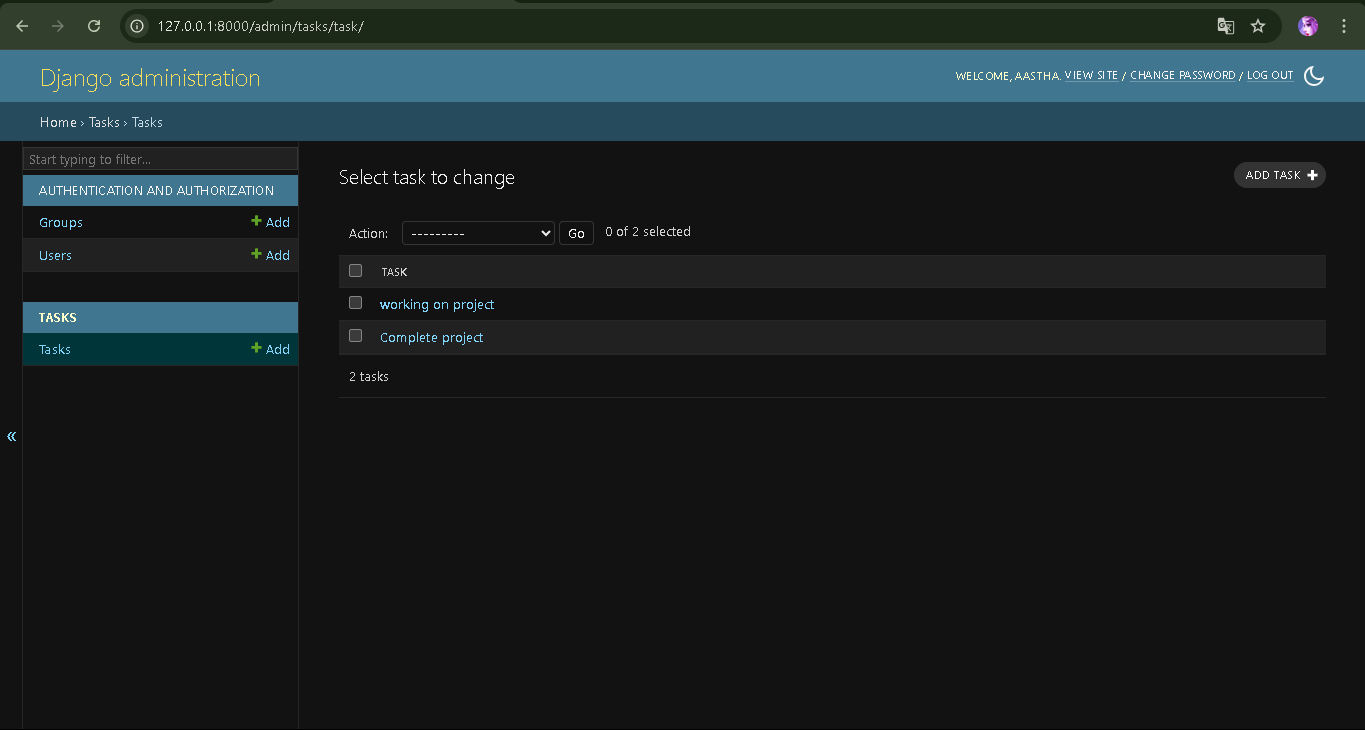 127.0.0.1:8000/admin/tasks/task/
Django administration
WELCOME, AASTHA. VIEW SITE / CHANGE PASSWORD / LOG OUT
Home › Tasks › Tasks
Start typing to filter...
AUTHENTICATION AND AUTHORIZATION
Groups + Add
Users + Add
TASKS
Tasks + Add
«
Select task to change
ADD TASK +
Action: --------- Go 0 of 2 selected
TASK
working on project
Complete project
2 tasks